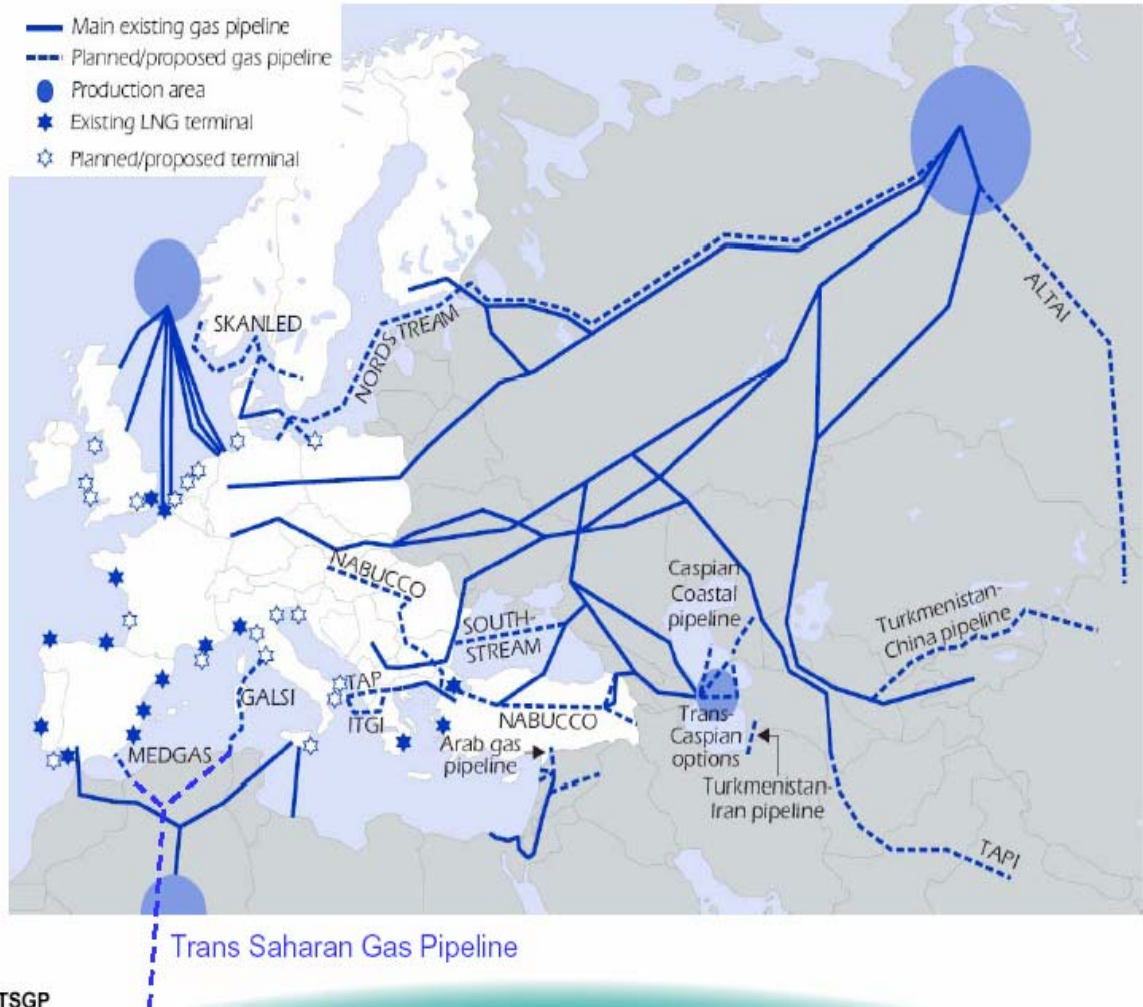 Main existing gas pipeline
Planned/proposed gas pipeline
Production area
Existing LNG terminal
Planned/proposed terminal
ALTAI
SKANLED
NORDSTREAM
NABUCCO
Caspian
Coastal
pipeline
SOUTH-
STREAM
Turkmenistan-
China pipeline
GALSI
TAP
ITGI
NABUCCO
Trans-
Caspian
options
MEDGAS
Arab gas
pipeline
Turkmenistan-
Iran pipeline
TAPI
Trans Saharan Gas Pipeline
TSGP